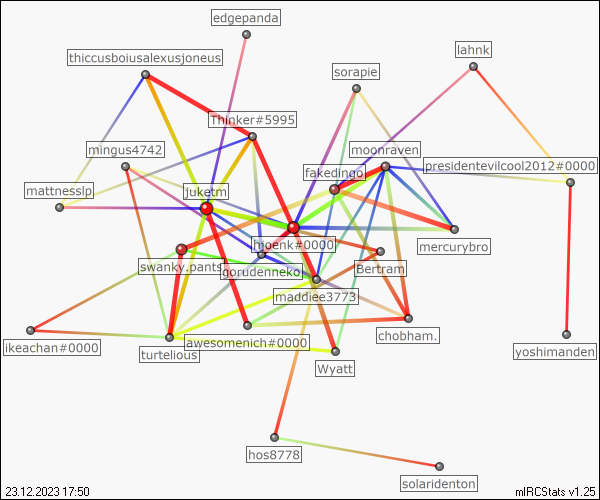 edgepanda
lahnk
thiccusboiusalexusjoneus
sorapie
Thinker#5995
mingus4742
moonraven
presidentevilcool2012#0000
fakedingo
mattnesslp
juketm
hjoenk#0000
mercurybro
swanky.pants
gorudenneko
Bertram
maddiee3773
chobham.
ikeachan#0000
turtelious
awesomenich#0000
yoshimanden
Wyatt
hos8778
solaridenton
23.12.2023 17:50
mIRCStats v1.25